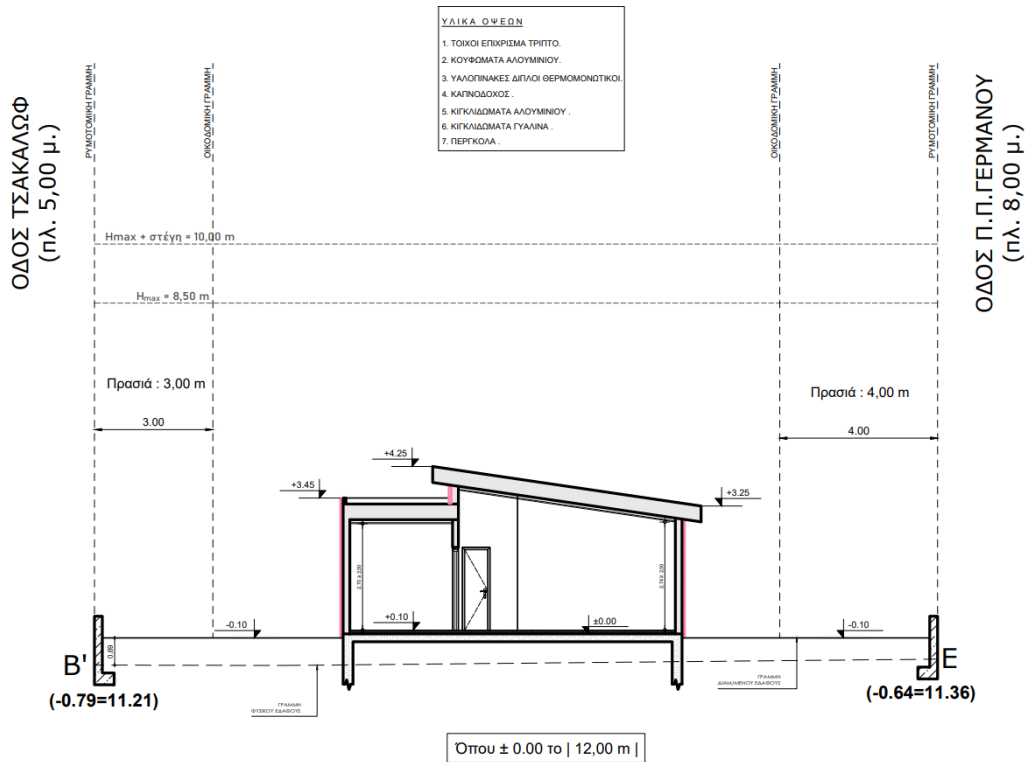 ΥΛΙΚΑ ΟΨΕΩΝ
1. ΤΟΙΧΟΙ ΕΠΙΧΡΙΣΜΑ ΤΡΙΠΤΟ.
2. ΚΟΥΦΩΜΑΤΑ ΑΛΟΥΜΙΝΙΟΥ.
3. ΥΑΛΟΠΙΝΑΚΕΣ ΔΙΠΛΟΙ ΘΕΡΜΟΜΟΝΩΤΙΚΟΙ.
4. ΚΑΠΝΟΔΟΧΟΣ .
5. ΚΙΓΚΛΙΔΩΜΑΤΑ ΑΛΟΥΜΙΝΙΟΥ .
6. ΚΙΓΚΛΙΔΩΜΑΤΑ ΓΥΑΛΙΝΑ .
7. ΠΕΡΓΚΟΛΑ .
ΟΔΟΣ ΤΣΑΚΑΛΩΦ
(πλ. 5,00 μ.)
ΡΥΜΟΤΟΜΙΚΗ ΓΡΑΜΜΗ
ΟΙΚΟΔΟΜΙΚΗ ΓΡΑΜΜΗ
ΟΙΚΟΔΟΜΙΚΗ ΓΡΑΜΜΗ
ΡΥΜΟΤΟΜΙΚΗ ΓΡΑΜΜΗ
ΟΔΟΣ Π.Π.ΓΕΡΜΑΝΟΥ
(πλ. 8,00 μ.)
Hmax + στέγη = 10,00 m
Hmax = 8,50 m
Πρασιά : 3,00 m
Πρασιά : 4,00 m
3.00
4.00
+4.25
+3.45
+3.25
+0.10
±0.00
-0.10
-0.10
0,69
B'
E
(-0.79=11.21)
(-0.64=11.36)
ΓΡΑΜΜΗ
ΦΥΣΙΚΟΥ ΕΔΑΦΟΥΣ
ΓΡΑΜΜΗ
ΔΙΑΜ/ΜΕΝΟΥ ΕΔΑΦΟΥΣ
Όπου ± 0.00 το | 12,00 m |